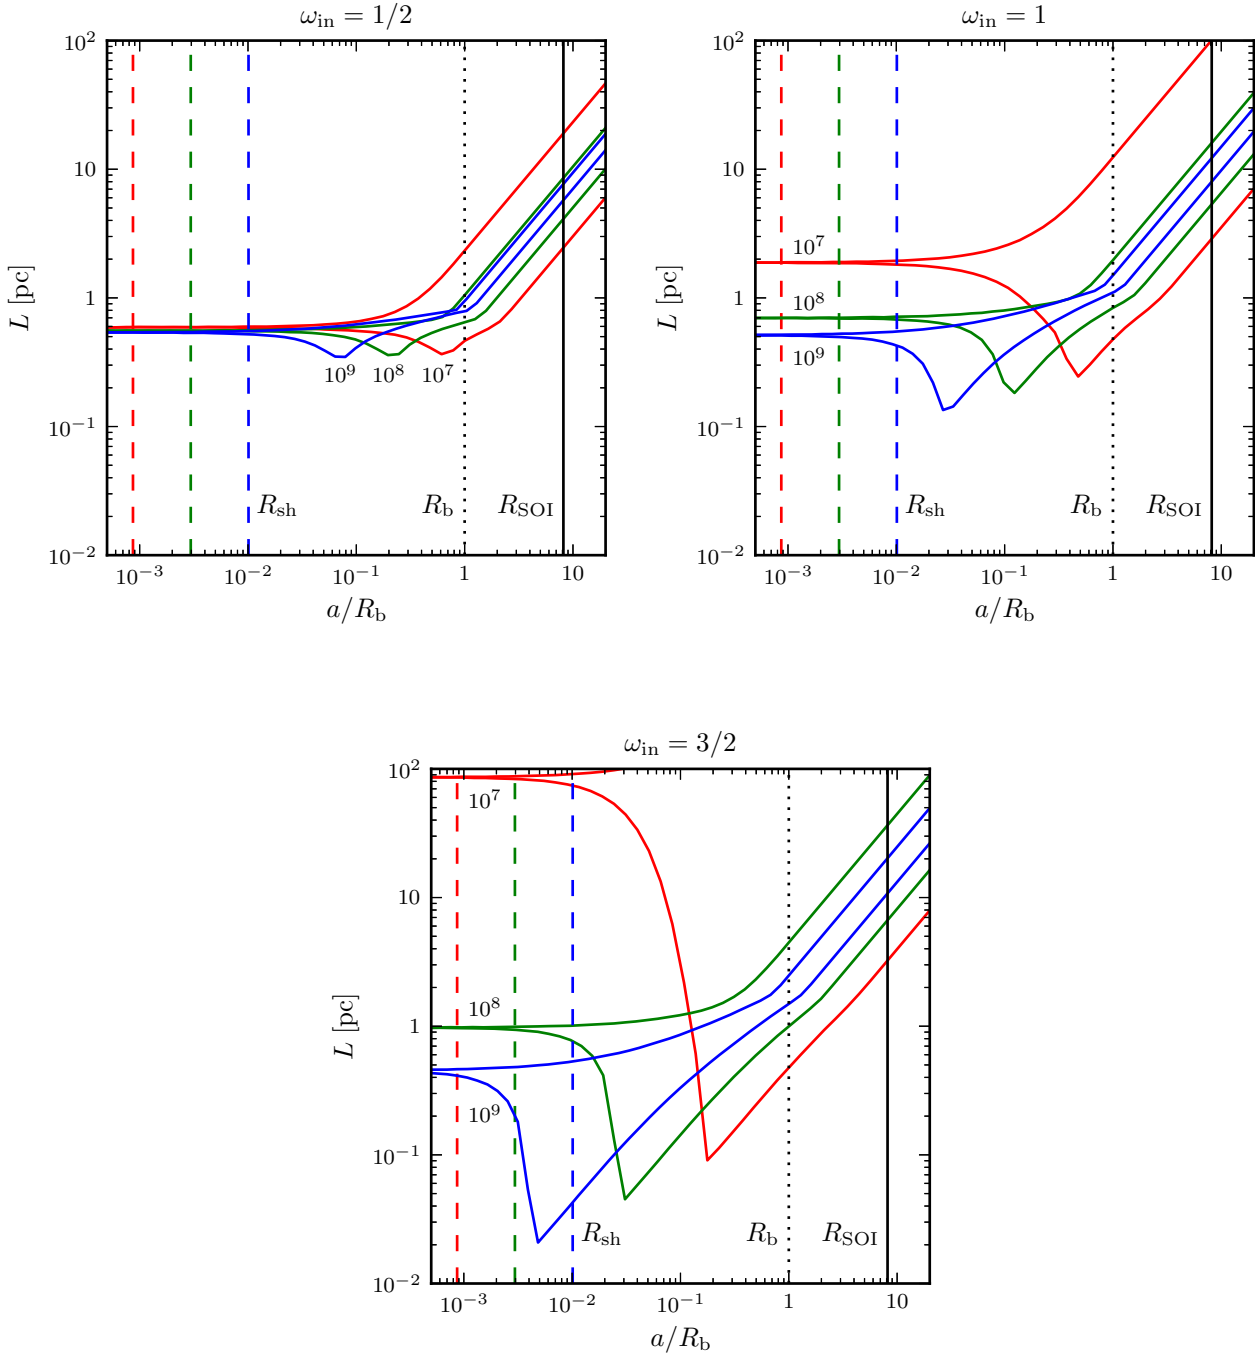 ω_in = 1/2
10^2
10
1
10^−1
10^−2
L [pc]
10^9
10^8
10^7
R_sh
R_b
R_SOI
10^−3
10^−2
10^−1
1
10
a/R_b
ω_in = 1
10^2
10
1
10^−1
10^−2
L [pc]
10^7
10^8
10^9
R_sh
R_b
R_SOI
10^−3
10^−2
10^−1
1
10
a/R_b
ω_in = 3/2
10^2
10
1
10^−1
10^−2
L [pc]
10^7
10^8
10^9
R_sh
R_b
R_SOI
10^−3
10^−2
10^−1
1
10
a/R_b